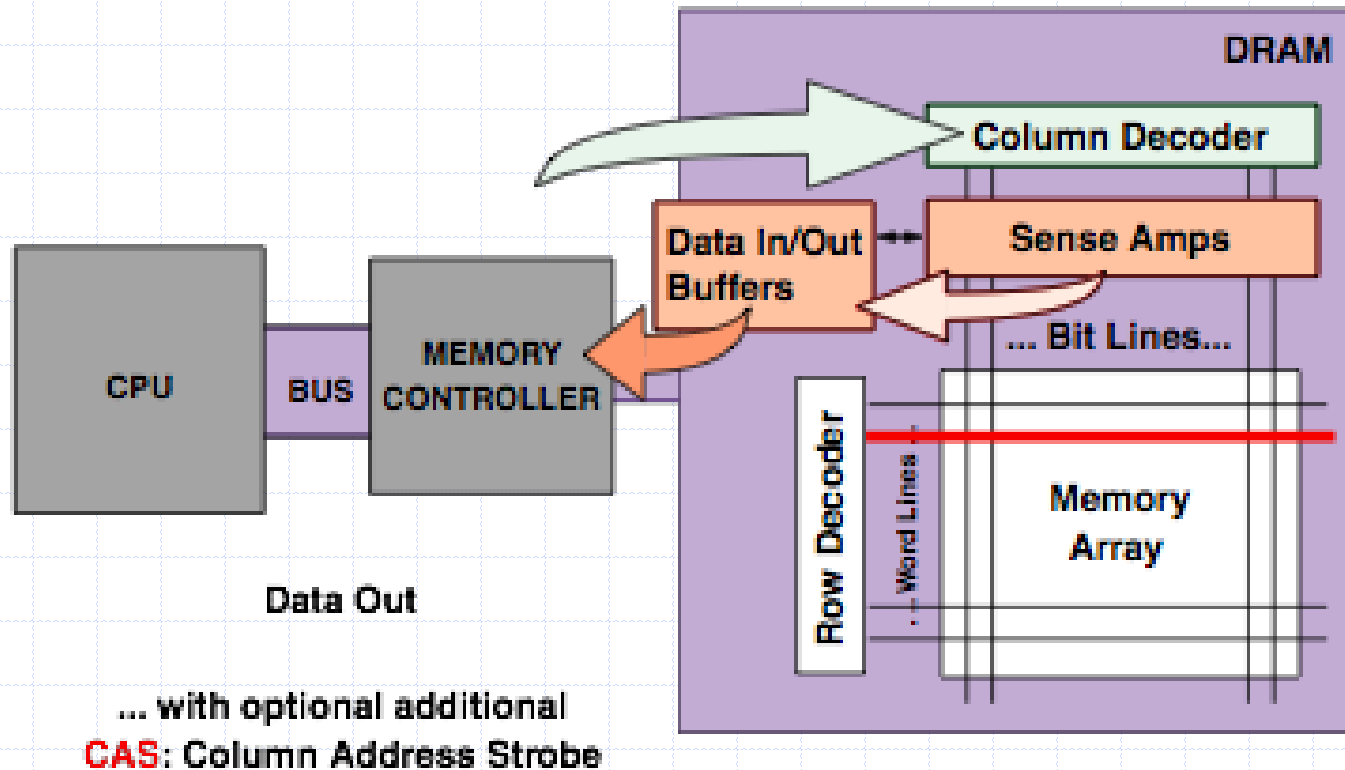 DRAM
Column Decoder
Data In/Out
Buffers
Sense Amps
... Bit Lines...
CPU
BUS
MEMORY
CONTROLLER
Row Decoder
. .. Word Lines ...
Memory
Array
Data Out
... with optional additional
CAS: Column Address Strobe